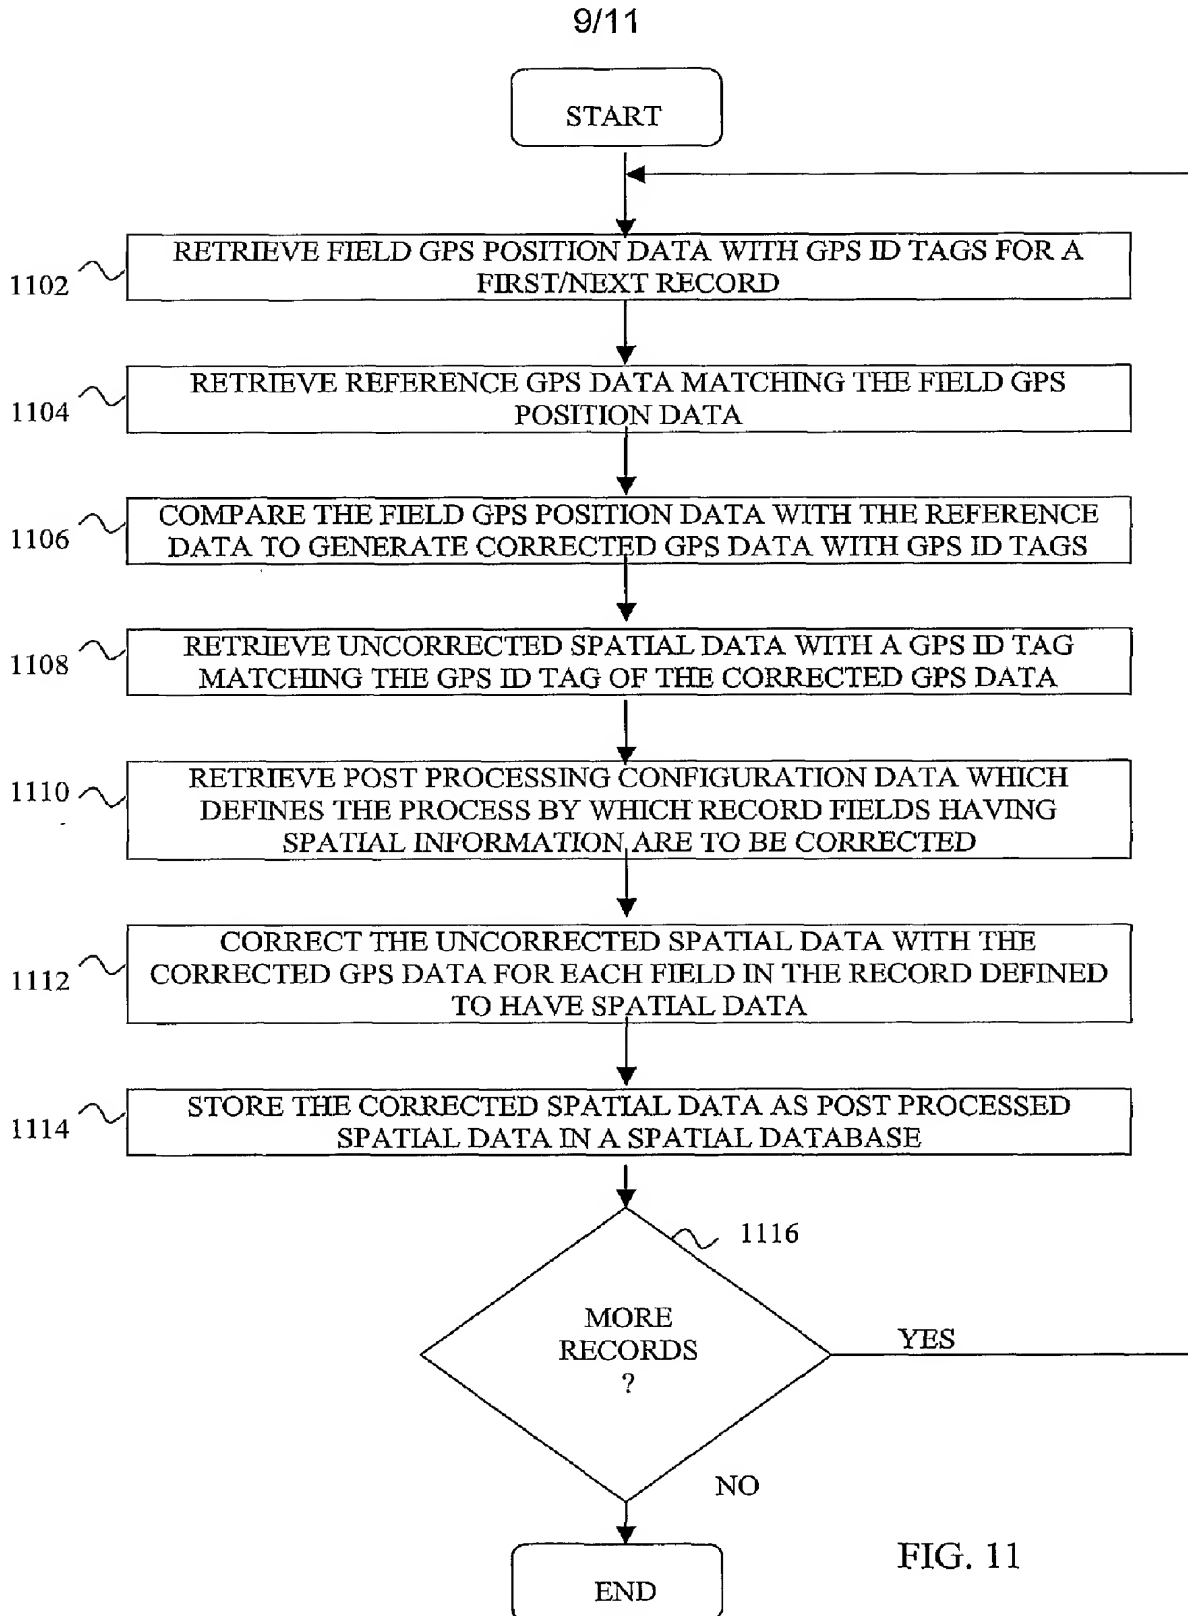 9/11
START
1102
RETRIEVE FIELD GPS POSITION DATA WITH GPS ID TAGS FOR A
FIRST/NEXT RECORD
1104
RETRIEVE REFERENCE GPS DATA MATCHING THE FIELD GPS
POSITION DATA
1106
COMPARE THE FIELD GPS POSITION DATA WITH THE REFERENCE
DATA TO GENERATE CORRECTED GPS DATA WITH GPS ID TAGS
1108
RETRIEVE UNCORRECTED SPATIAL DATA WITH A GPS ID TAG
MATCHING THE GPS ID TAG OF THE CORRECTED GPS DATA
1110
RETRIEVE POST PROCESSING CONFIGURATION DATA WHICH
DEFINES THE PROCESS BY WHICH RECORD FIELDS HAVING
SPATIAL INFORMATION ARE TO BE CORRECTED
1112
CORRECT THE UNCORRECTED SPATIAL DATA WITH THE
CORRECTED GPS DATA FOR EACH FIELD IN THE RECORD DEFINED
TO HAVE SPATIAL DATA
1114
STORE THE CORRECTED SPATIAL DATA AS POST PROCESSED
SPATIAL DATA IN A SPATIAL DATABASE
1116
MORE
RECORDS
?
YES
NO
END
FIG. 11